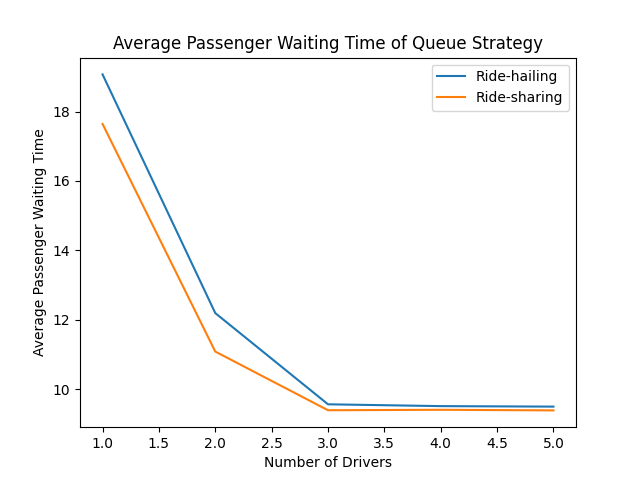 Average Passenger Waiting Time of Queue Strategy
Ride-hailing
Ride-sharing
Average Passenger Waiting Time
18
16
14
12
10
1.0 1.5 2.0 2.5 3.0 3.5 4.0 4.5 5.0
Number of Drivers